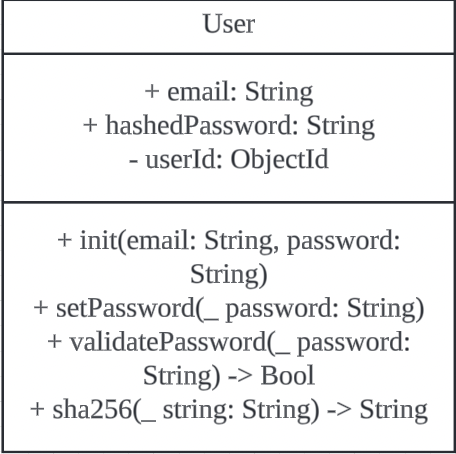 User
+ email: String
+ hashedPassword: String
- userId: ObjectId
+ init(email: String, password:
String)
+ setPassword(_ password: String)
+ validatePassword(_ password:
String) -> Bool
+ sha256(_ string: String) -> String